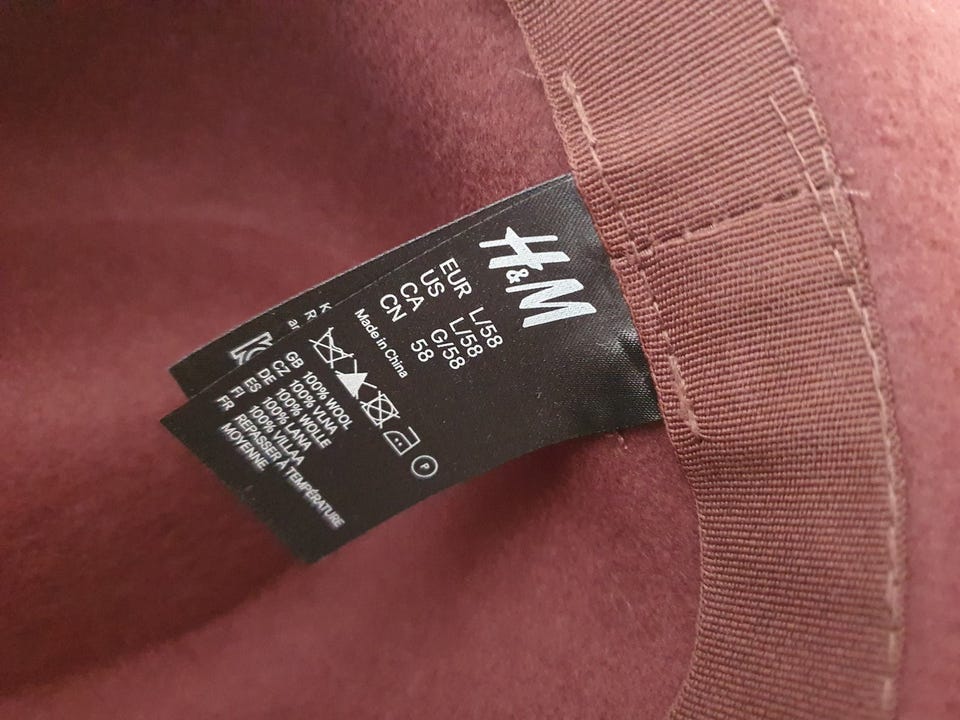 H&M
EUR L/58
US L/58
CA G/58
CN 58
Made in China
P
GB 100% WOOL
CZ 100% VLNA
DE 100% WOLLE
ES 100% LANA
FI 100% VILLAA
FR REPASSER À TEMPÉRATURE
MOYENNE
K
R